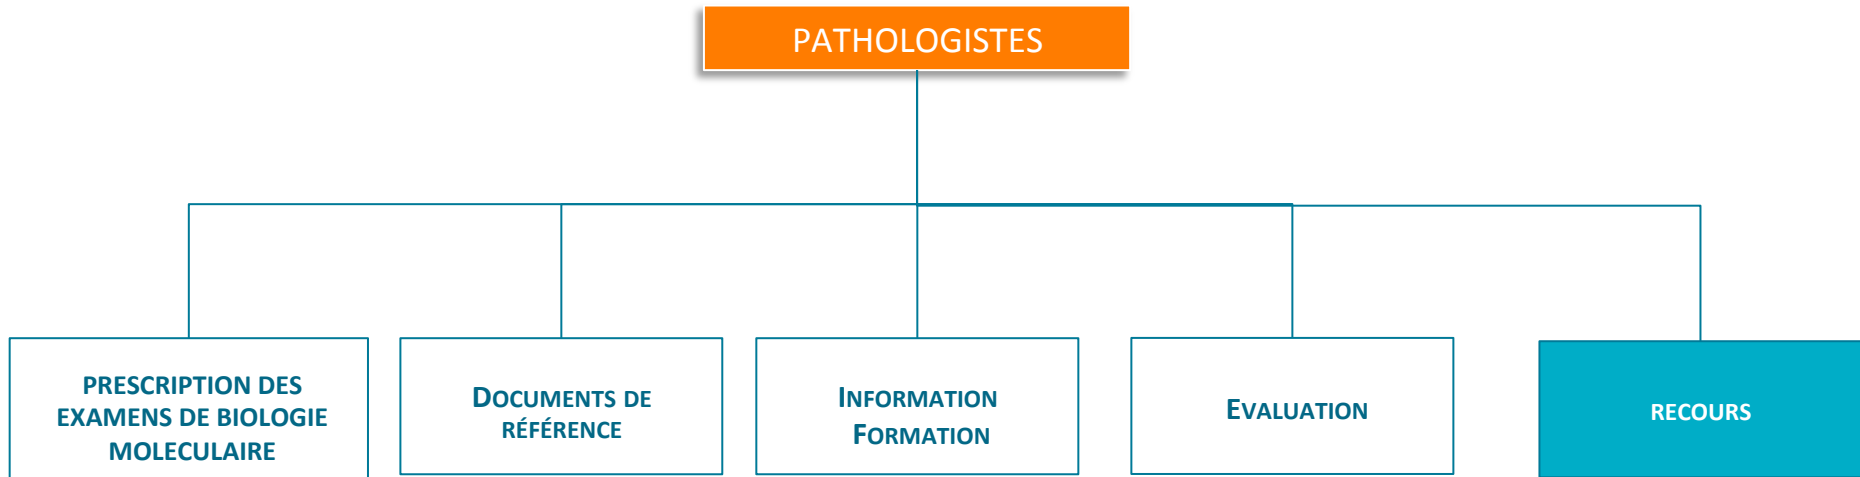 PATHOLOGISTES
PRESCRIPTION DES
EXAMENS DE BIOLOGIE
MOLECULAIRE
DOCUMENTS DE
RÉFÉRENCE
INFORMATION
FORMATION
EVALUATION
RECOURS